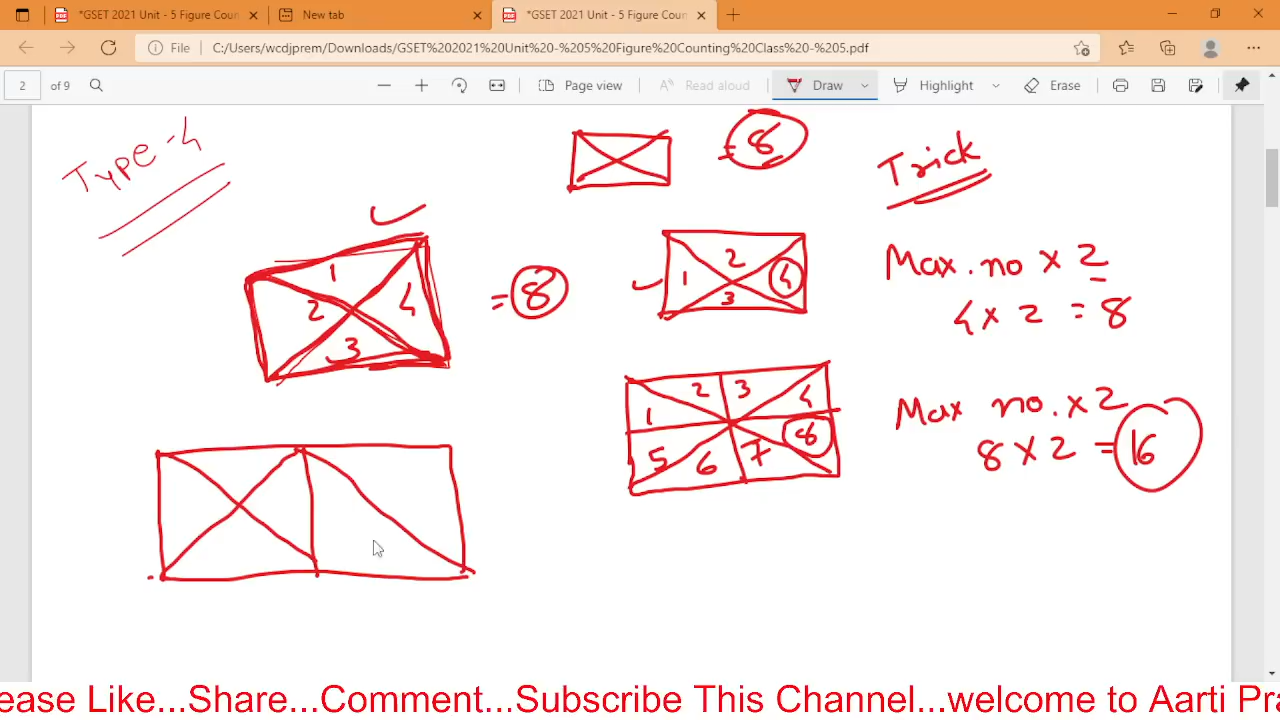 *GSET 2021 Unit - 5 Figure Coun
New tab
*GSET 2021 Unit - 5 Figure Coun
File
C:/Users/wcdjprem/Downloads/GSET%202021%20Unit%20-%205%20Figure%20Counting%20Class%20-%205.pdf
2 of 9
Page view
Read aloud
Draw
Highlight
Erase
Type-4
= 8
Trick
1
2
3
4
= 8
1
2
3
4
Max. no x 2
4 x 2 = 8
1
2
3
4
5
6
7
8
Max no. x 2
8 x 2 = 16
ease Like...Share...Comment...Subscribe This Channel...welcome to Aarti Pra